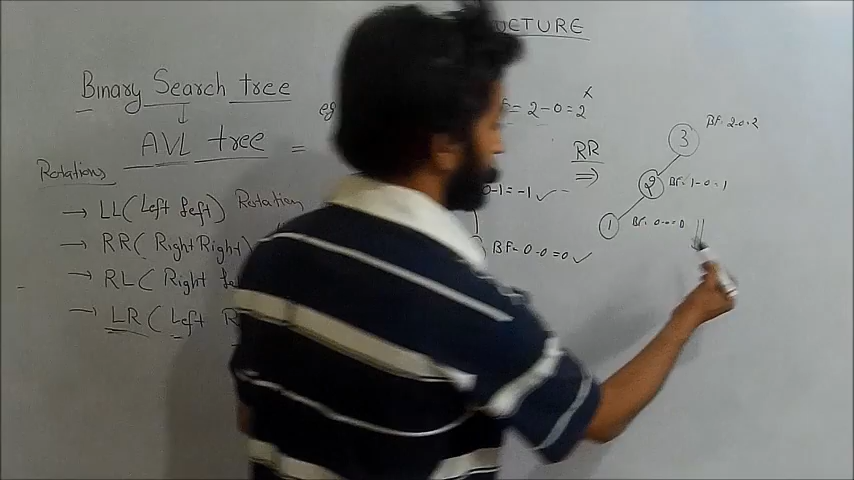 UCTURE
Binary Search tree
↓
AVL tree =
eg
= 2-0=2 ×
Rotations
→ LL(Left Left) Rotation
→ RR( Right Right)
→ RL( Right Le
→ LR( Left R
0-1=-1 ✓
BF=0-0=0 ✓
RR
⇒
3 BF=2-0=2
2 BF=1-0=1
1 BF=0-0=0